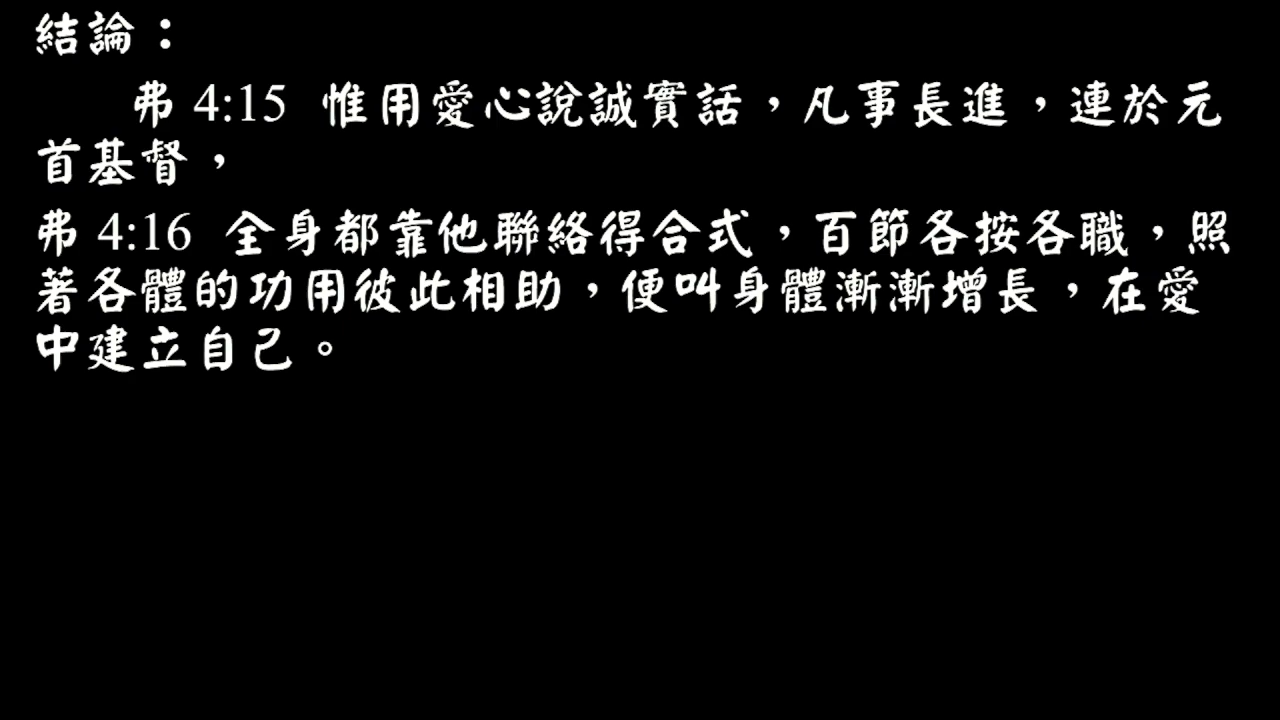 結論：
弗 4:15 惟用愛心說誠實話，凡事長進，連於元
首基督，
弗 4:16 全身都靠他聯絡得合式，百節各按各職，照
著各體的功用彼此相助，便叫身體漸漸增長，在愛
中建立自己。